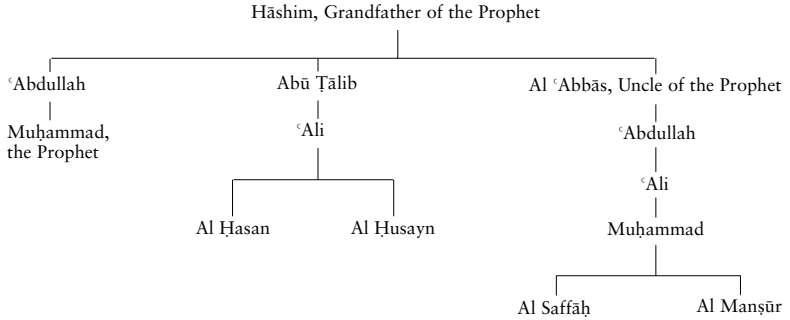 Hāshim, Grandfather of the Prophet
ʿAbdullah
Abū Ṭālib
Al ʿAbbās, Uncle of the Prophet
Muḥammad,
the Prophet
ʿAli
ʿAbdullah
ʿAli
Al Ḥasan
Al Ḥusayn
Muḥammad
Al Saffāḥ
Al Manṣūr